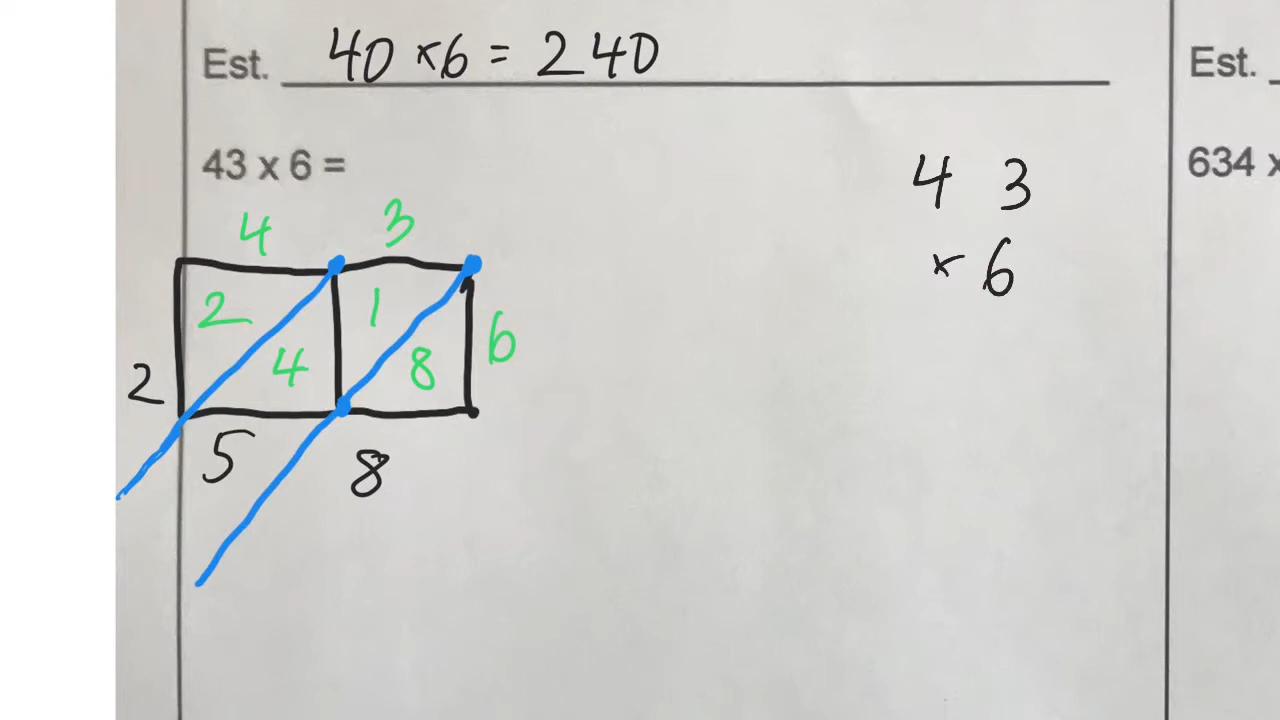 Est. 40 x 6 = 240
Est.
43 x 6 =
634 x
4 3
x 6
4 3
2 1
4 8 6
2
5 8